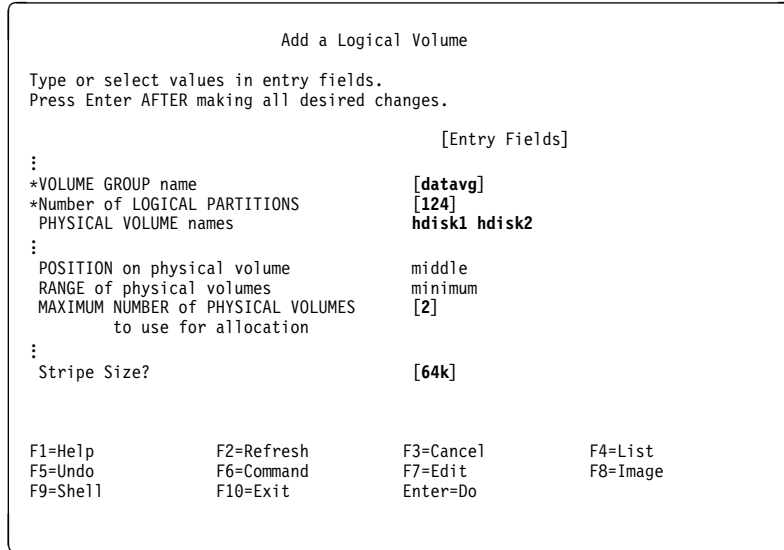 Add a Logical Volume
Type or select values in entry fields.
Press Enter AFTER making all desired changes.
[Entry Fields]
⋮
*VOLUME GROUP name [datavg]
*Number of LOGICAL PARTITIONS [124]
PHYSICAL VOLUME names hdisk1 hdisk2
⋮
POSITION on physical volume middle
RANGE of physical volumes minimum
MAXIMUM NUMBER of PHYSICAL VOLUMES [2]
to use for allocation
⋮
Stripe Size? [64k]
F1=Help F2=Refresh F3=Cancel F4=List
F5=Undo F6=Command F7=Edit F8=Image
F9=Shell F10=Exit Enter=Do